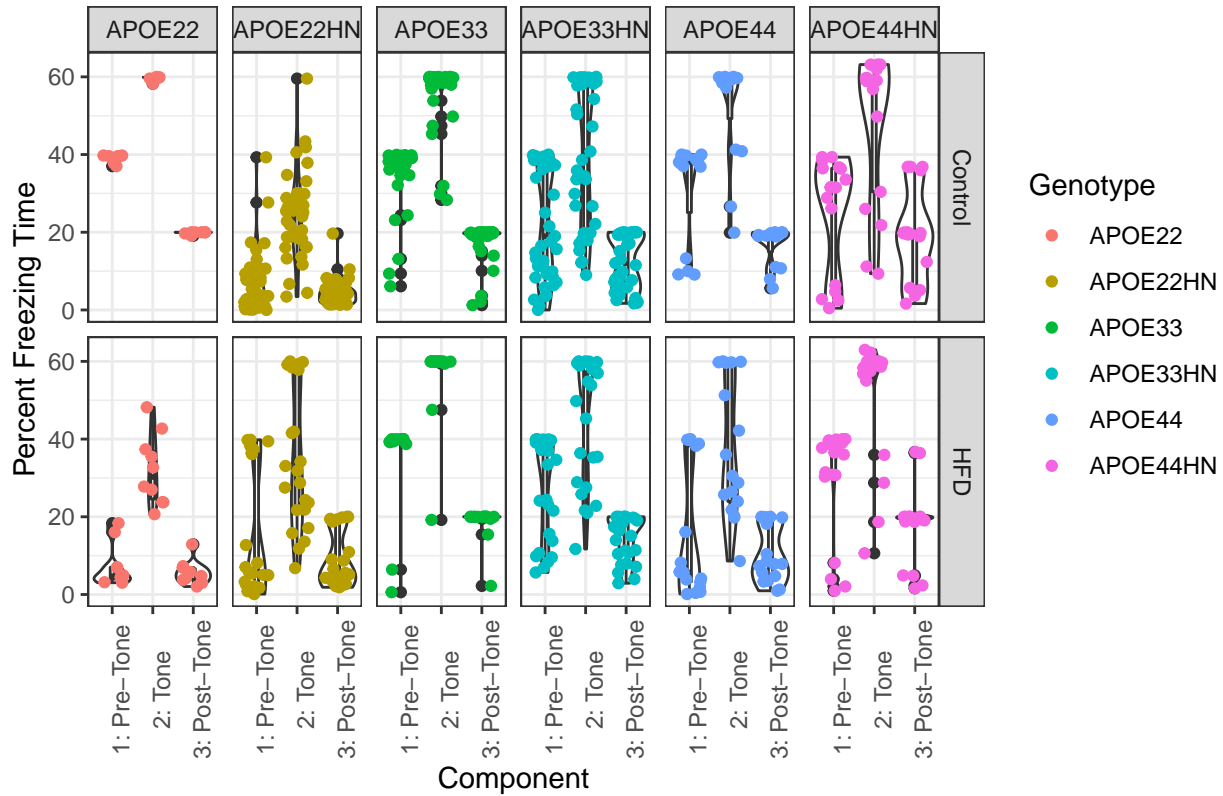 APOE22 APOE22HN APOE33 APOE33HN APOE44 APOE44HN
Percent Freezing Time
60
40
20
0
Control
60
40
20
0
HFD
1: Pre−Tone
2: Tone
3: Post−Tone
1: Pre−Tone
2: Tone
3: Post−Tone
1: Pre−Tone
2: Tone
3: Post−Tone
1: Pre−Tone
2: Tone
3: Post−Tone
1: Pre−Tone
2: Tone
3: Post−Tone
1: Pre−Tone
2: Tone
3: Post−Tone
Component
Genotype
APOE22
APOE22HN
APOE33
APOE33HN
APOE44
APOE44HN